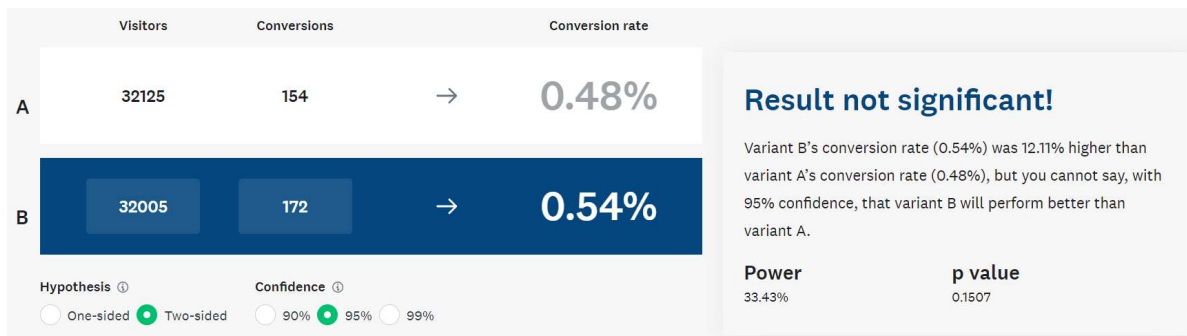 Visitors Conversions Conversion rate
A 32125 154 → 0.48%
B 32005 172 → 0.54%
Hypothesis ⓘ Confidence ⓘ
One-sided Two-sided 90% 95% 99%
Result not significant!
Variant B’s conversion rate (0.54%) was 12.11% higher than
variant A’s conversion rate (0.48%), but you cannot say, with
95% confidence, that variant B will perform better than
variant A.
Power p value
33.43% 0.1507